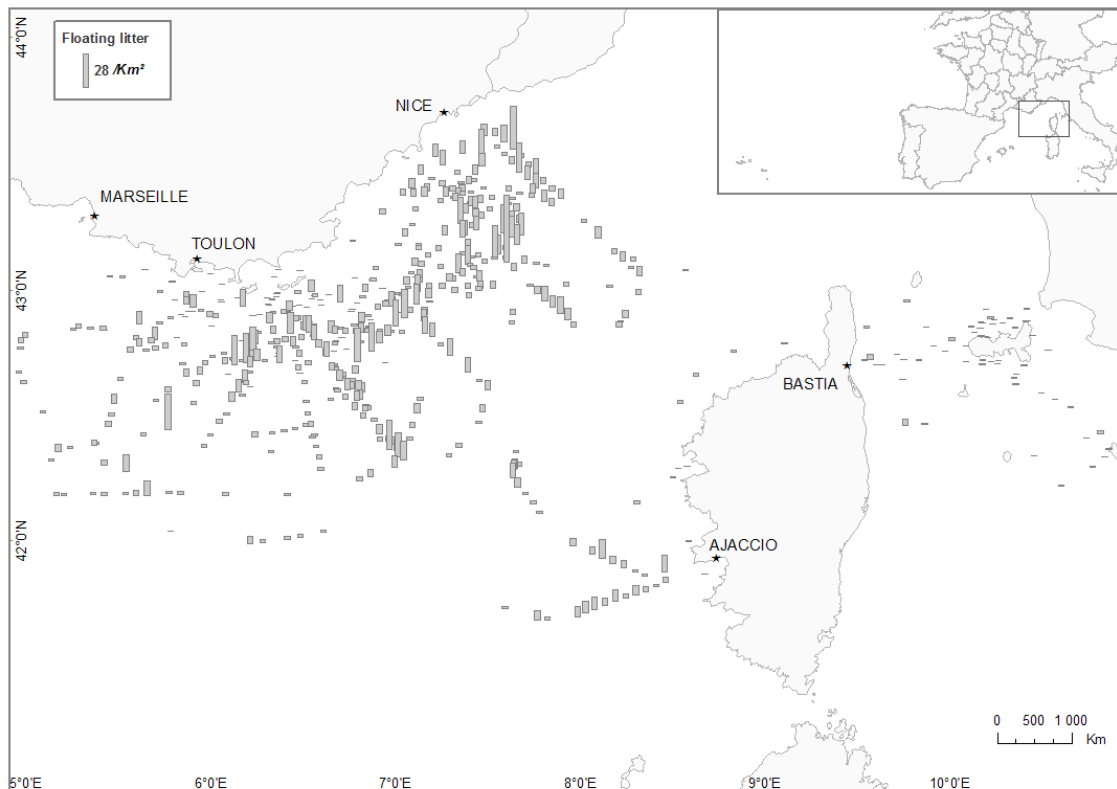 44°0'N
Floating litter
28 /Km²
NICE
MARSEILLE
TOULON
43°0'N
BASTIA
42°0'N
AJACCIO
0 500 1 000
Km
5°0'E 6°0'E 7°0'E 8°0'E 9°0'E 10°0'E